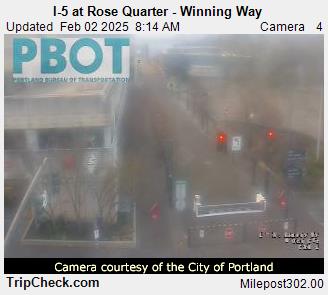 I-5 at Rose Quarter - Winning Way
Updated Feb 02 2025 8:14 AM Camera 4
PBOT
PORTLAND BUREAU OF TRANSPORTATION
Camera courtesy of the City of Portland
TripCheck.com Milepost302.00